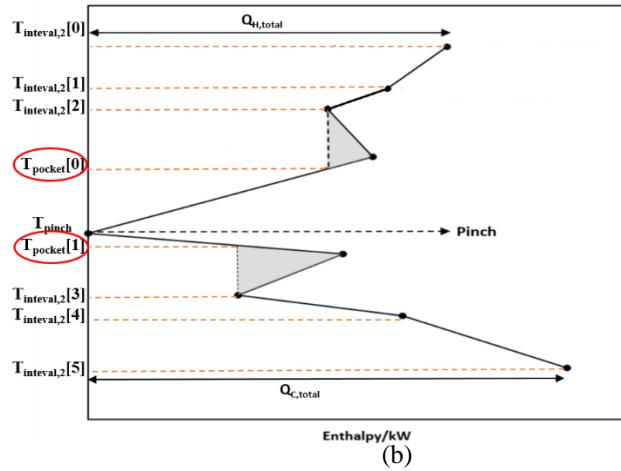 T_inteval,2[0]
Q_H,total
T_inteval,2[1]
T_inteval,2[2]
T_pocket[0]
T_pinch
Pinch
T_pocket[1]
T_inteval,2[3]
T_inteval,2[4]
T_inteval,2[5]
Q_C,total
Enthalpy/kW
(b)